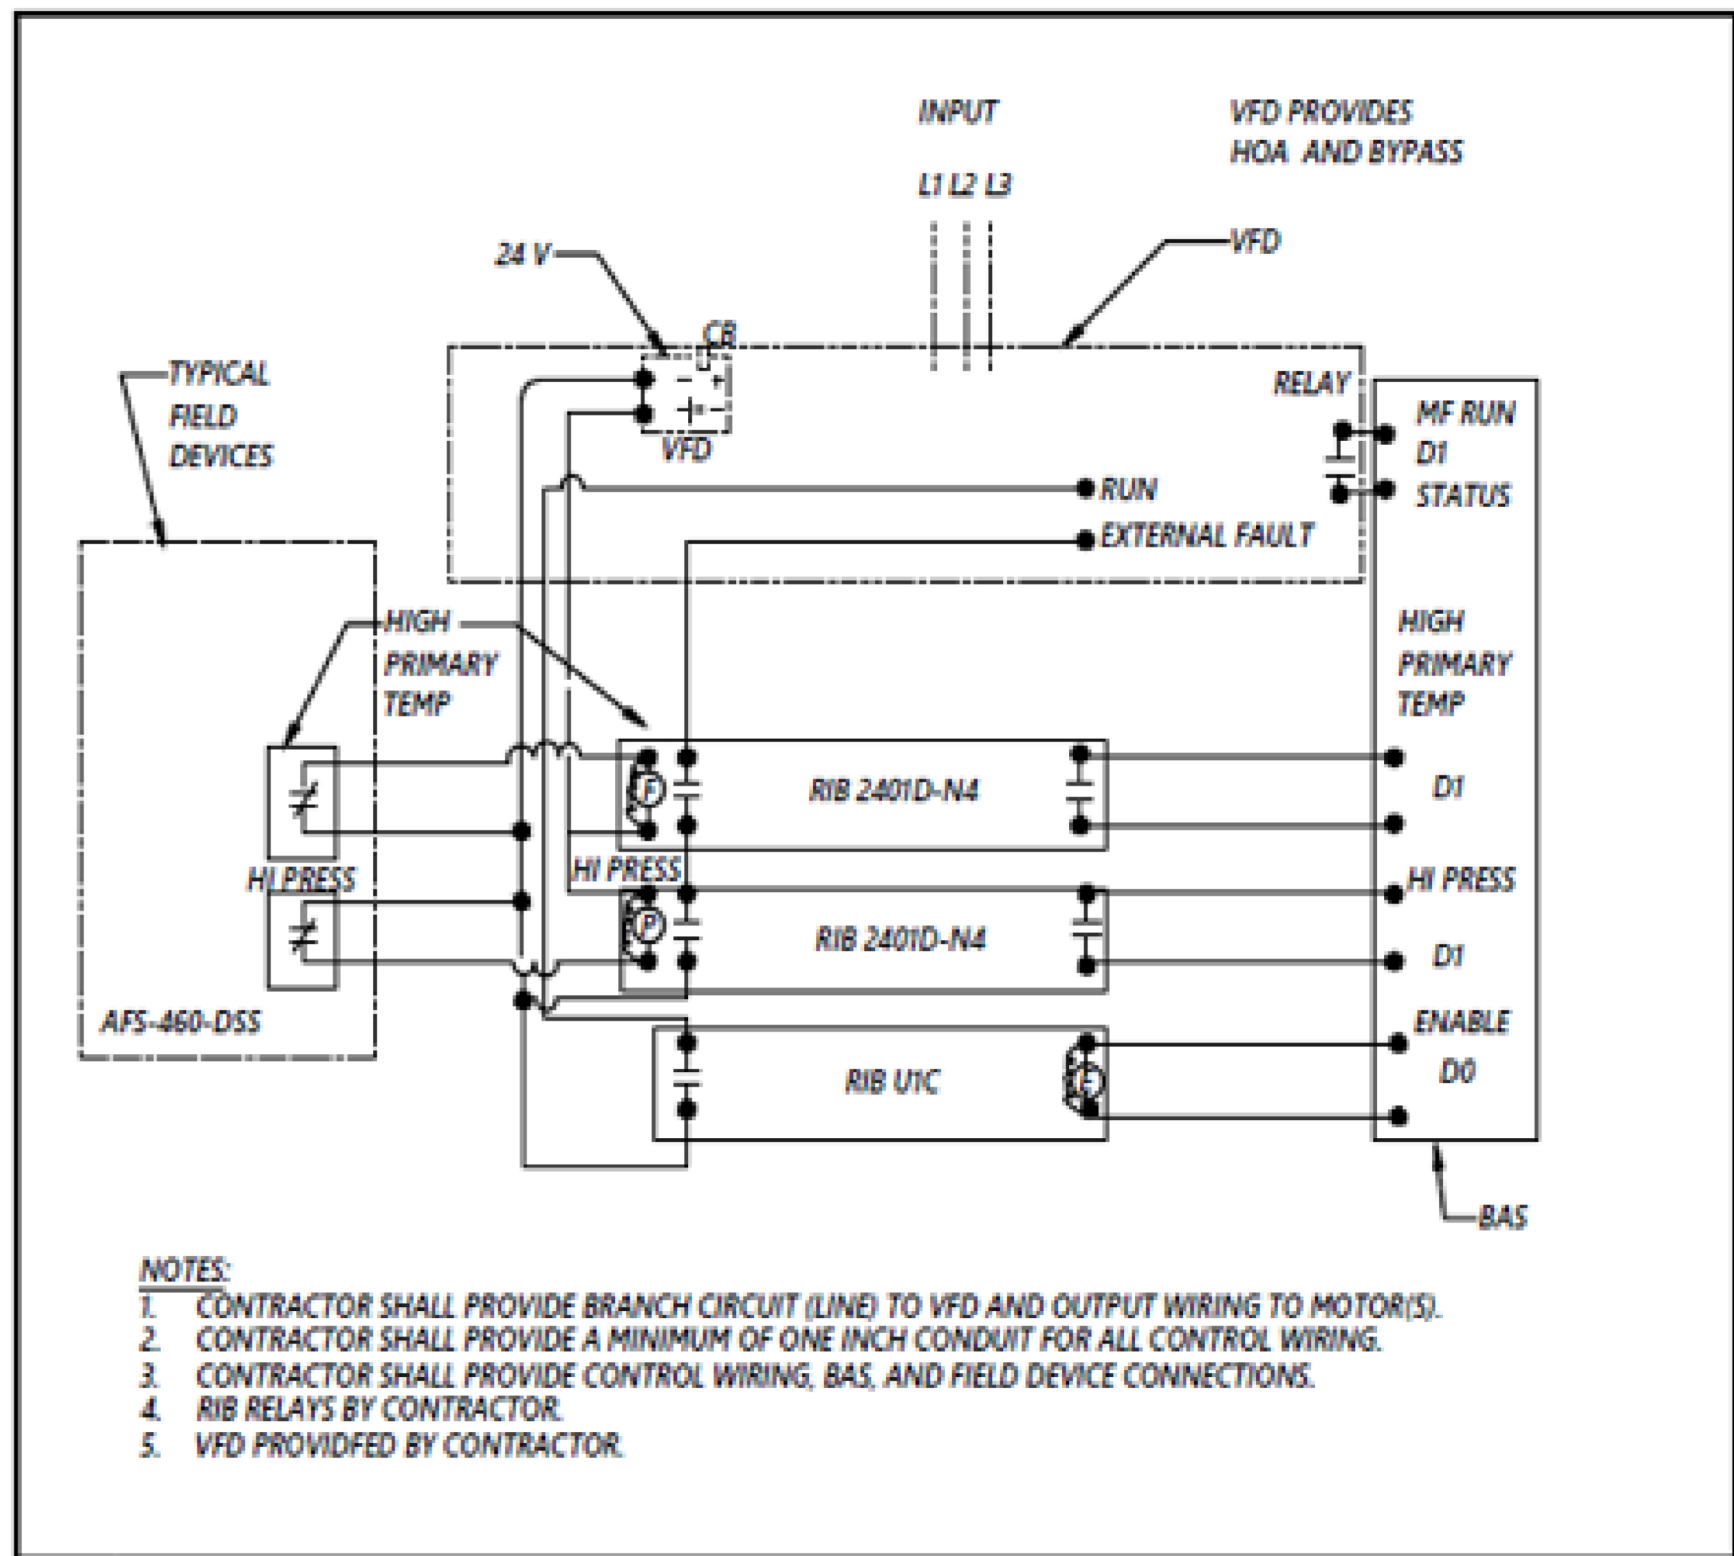 INPUT
VFD PROVIDES
HOA AND BYPASS
L1 L2 L3
24 V
VFD
CB
TYPICAL
FIELD
DEVICES
- +
VFD
RELAY
MF RUN
D1
STATUS
RUN
EXTERNAL FAULT
HIGH
PRIMARY
TEMP
HIGH
PRIMARY
TEMP
F
RIB 2401D-N4
D1
HI PRESS
HI PRESS
HI PRESS
P
RIB 2401D-N4
D1
AFS-460-DSS
ENABLE
RIB U1C
E
D0
BAS
NOTES:
1. CONTRACTOR SHALL PROVIDE BRANCH CIRCUIT (LINE) TO VFD AND OUTPUT WIRING TO MOTOR(S).
2. CONTRACTOR SHALL PROVIDE A MINIMUM OF ONE INCH CONDUIT FOR ALL CONTROL WIRING.
3. CONTRACTOR SHALL PROVIDE CONTROL WIRING, BAS, AND FIELD DEVICE CONNECTIONS.
4. RIB RELAYS BY CONTRACTOR.
5. VFD PROVIDFED BY CONTRACTOR.